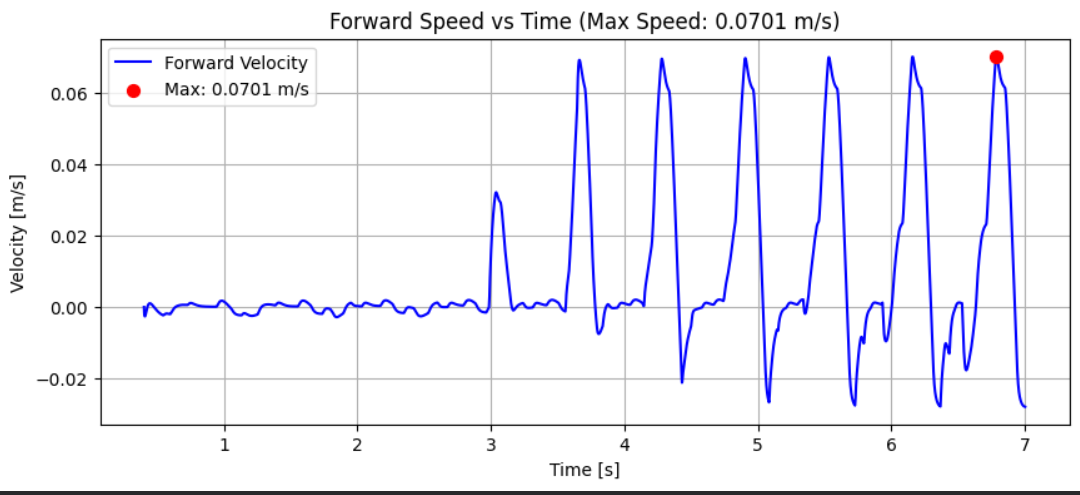 Forward Speed vs Time (Max Speed: 0.0701 m/s)
Forward Velocity
Max: 0.0701 m/s
Velocity [m/s]
0.06
0.04
0.02
0.00
−0.02
1 2 3 4 5 6 7
Time [s]